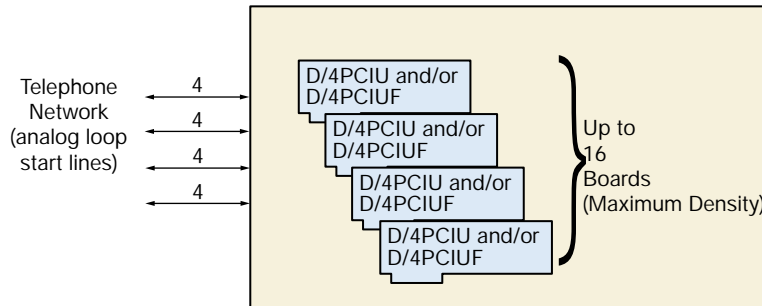 Telephone
Network
(analog loop
start lines)
4
4
4
4
D/4PCIU and/or
D/4PCIUF
D/4PCIU and/or
D/4PCIUF
D/4PCIU and/or
D/4PCIUF
D/4PCIU and/or
D/4PCIUF
Up to
16
Boards
(Maximum Density)